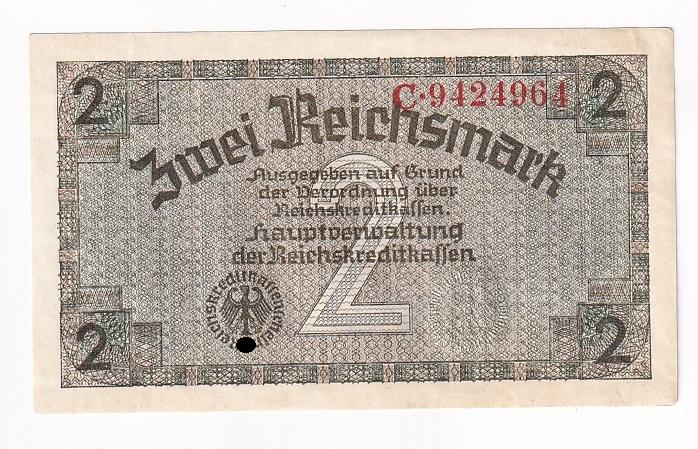 2
C·9424964
2
Zwei Reichsmark
Ausgegeben auf Grund
der Verordnung über
Reichskreditkassen.
Hauptverwaltung
der Reichskreditkassen
2
2
2